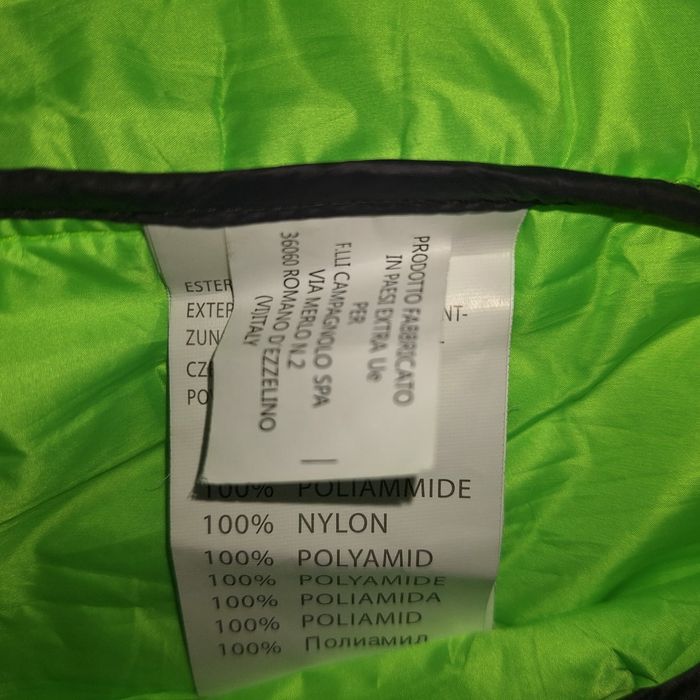 PRODOTTO FABBRICATO
IN PAESI EXTRA Ue
PER
F.LLI CAMPAGNOLO SPA
VIA MERLO N.2
36060 ROMANO D'EZZELINO
(VI)ITALY
ESTER
EXTER NT-
ZUN
CZ
PO
100% POLIAMMIDE
100% NYLON
100% POLYAMID
100% POLYAMIDE
100% POLIAMIDA
100% POLIAMID
100% Полиамид